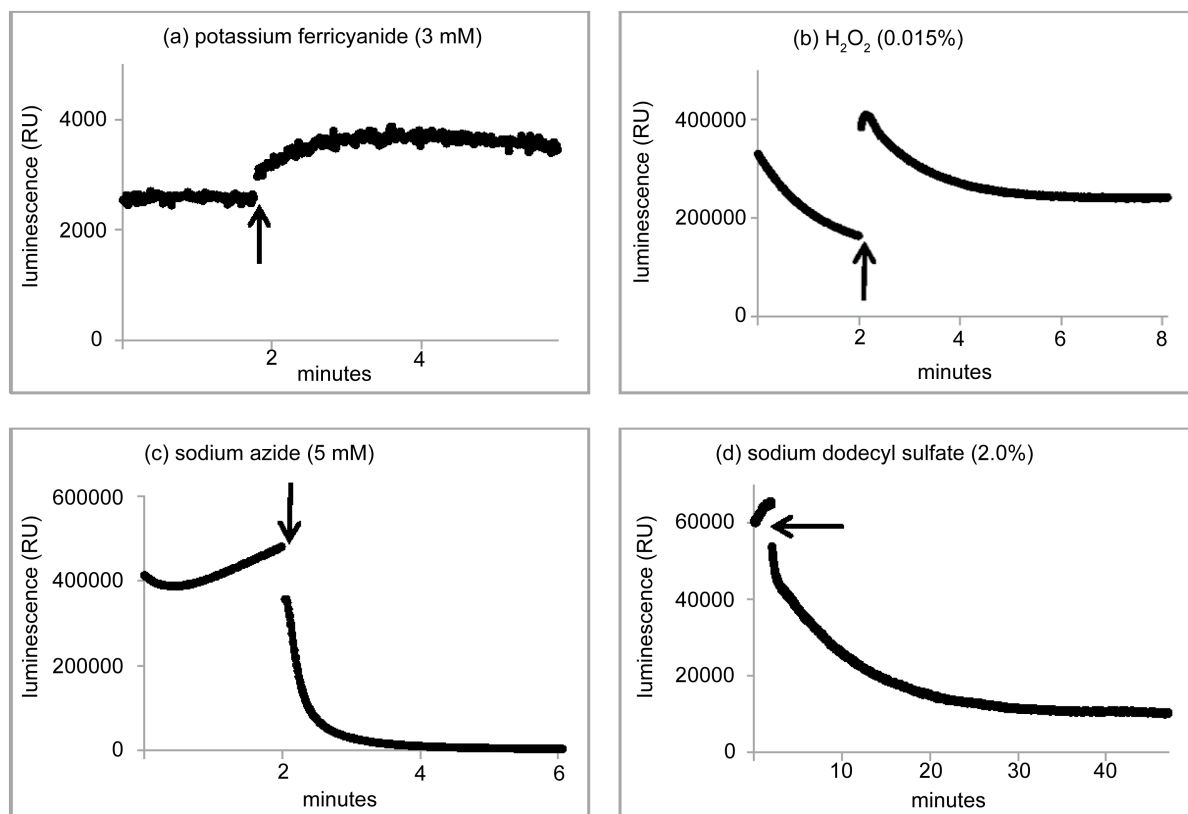 (a) potassium ferricyanide (3 mM)
luminescence (RU)
4000
2000
0
2 4
minutes
(b) H₂O₂ (0.015%)
luminescence (RU)
400000
200000
0
2 4 6 8
minutes
(c) sodium azide (5 mM)
luminescence (RU)
600000
400000
200000
0
2 4 6
minutes
(d) sodium dodecyl sulfate (2.0%)
luminescence (RU)
60000
40000
20000
0
10 20 30 40
minutes